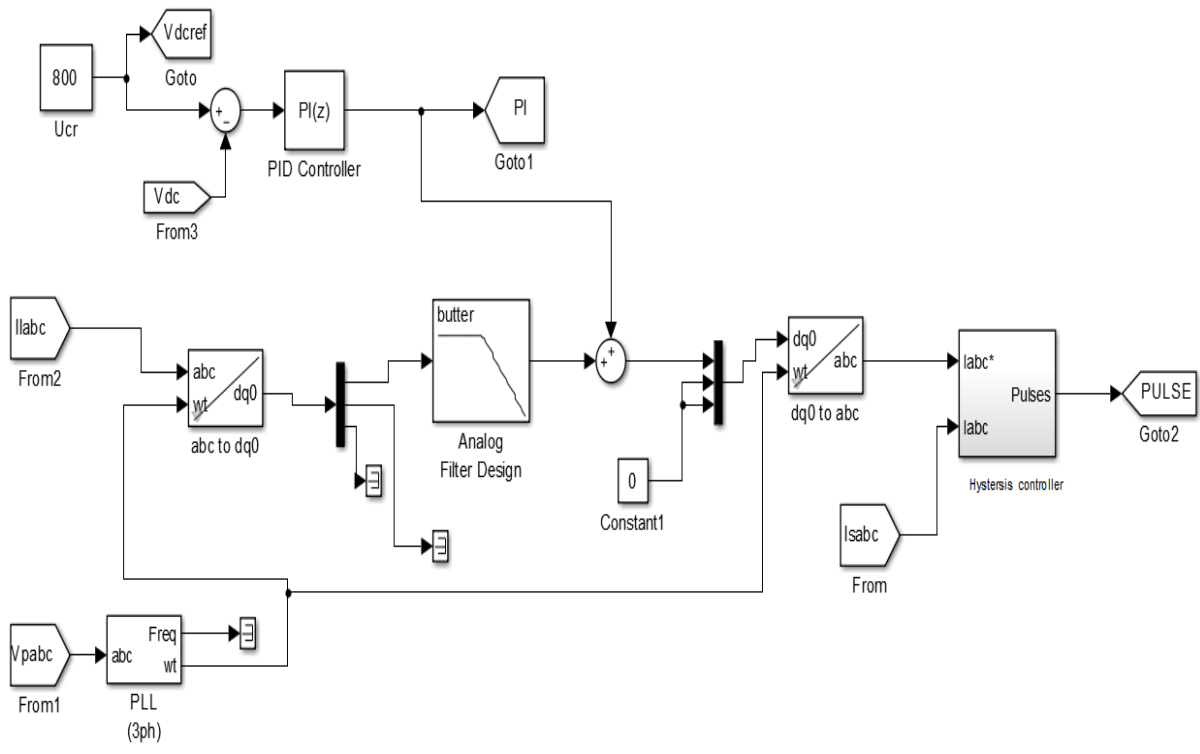 Vdcref
Goto
800
Ucr
+
−
PI(z)
PID Controller
PI
Goto1
Vdc
From3
Ilabc
From2
abc
wt
dq0
abc to dq0
butter
Analog
Filter Design
+
+
0
Constant1
dq0
wt
abc
dq0 to abc
Iabc*
Iabc
Pulses
Hystersis controller
PULSE
Goto2
Isabc
From
Vpabc
From1
abc
Freq
wt
PLL
(3ph)